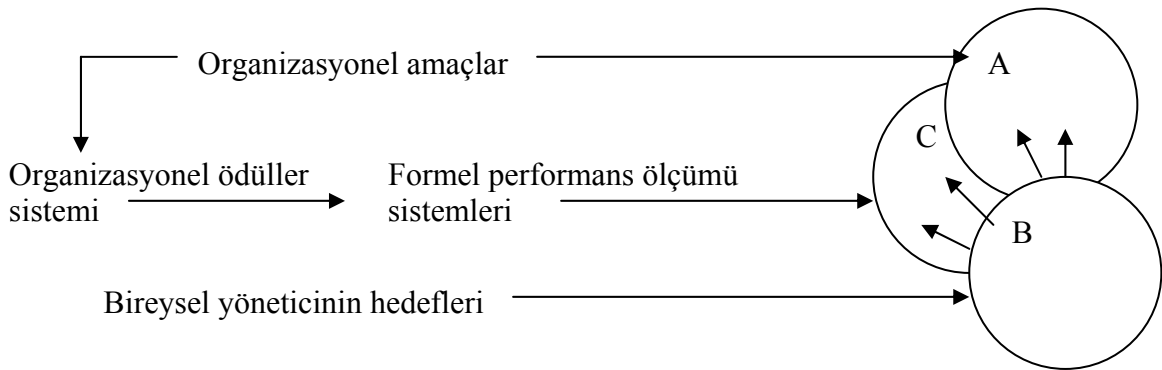 Organizasyonel amaçlar
A
C
Organizasyonel ödüller
sistemi
Formel performans ölçümü
sistemleri
B
Bireysel yöneticinin hedefleri